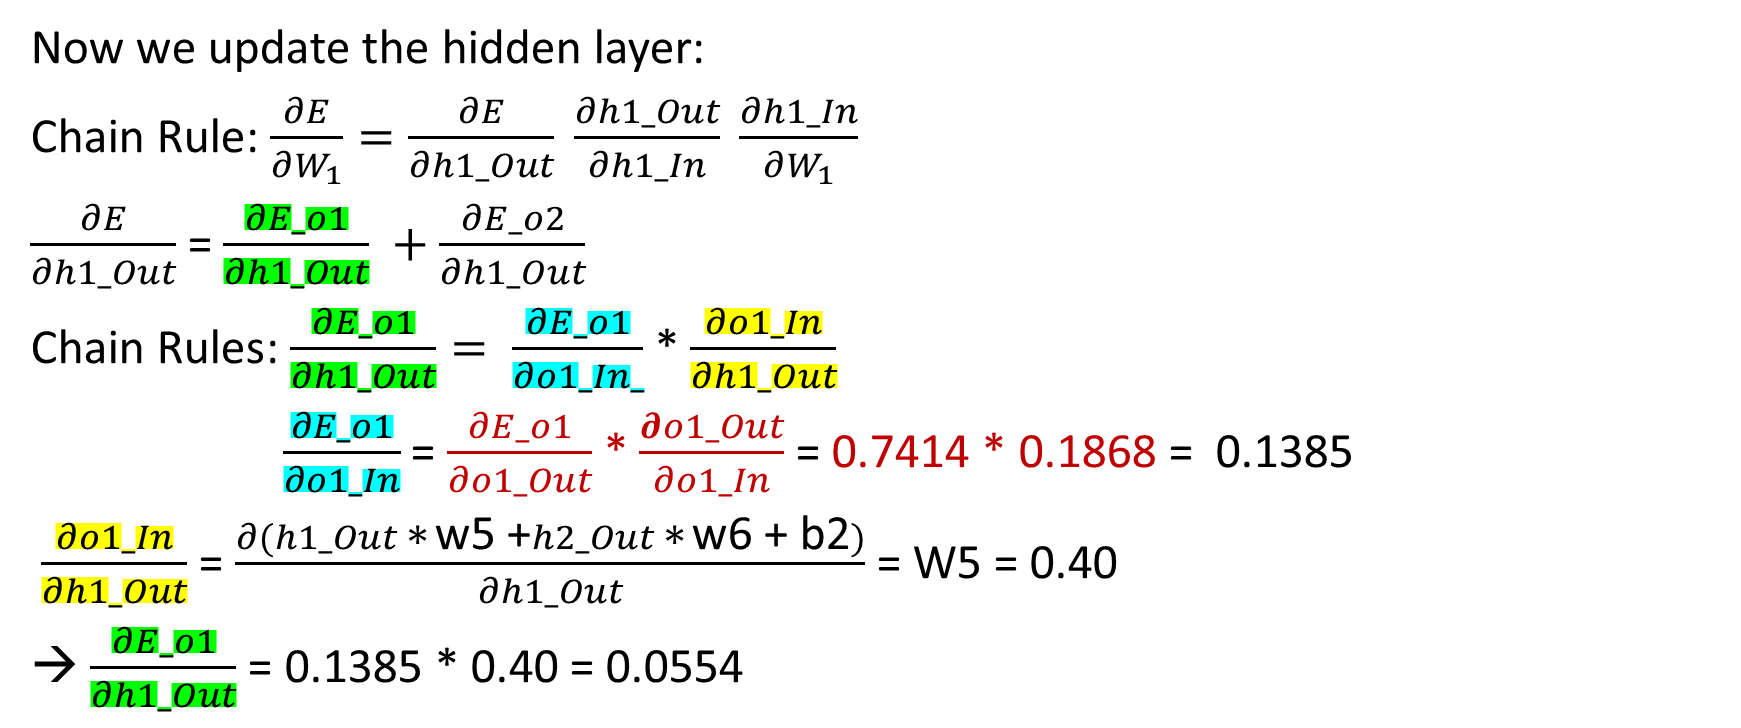 Now we update the hidden layer:
Chain Rule: ∂E/∂W₁ = ∂E/∂h1_Out ∂h1_Out/∂h1_In ∂h1_In/∂W₁
∂E/∂h1_Out = ∂E_o1/∂h1_Out + ∂E_o2/∂h1_Out
Chain Rules: ∂E_o1/∂h1_Out = ∂E_o1/∂o1_In_ * ∂o1_In/∂h1_Out
∂E_o1/∂o1_In = ∂E_o1/∂o1_Out * ∂o1_Out/∂o1_In = 0.7414 * 0.1868 = 0.1385
∂o1_In/∂h1_Out = ∂(h1_Out * w5 +h2_Out * w6 + b2)/∂h1_Out = W5 = 0.40
→ ∂E_o1/∂h1_Out = 0.1385 * 0.40 = 0.0554